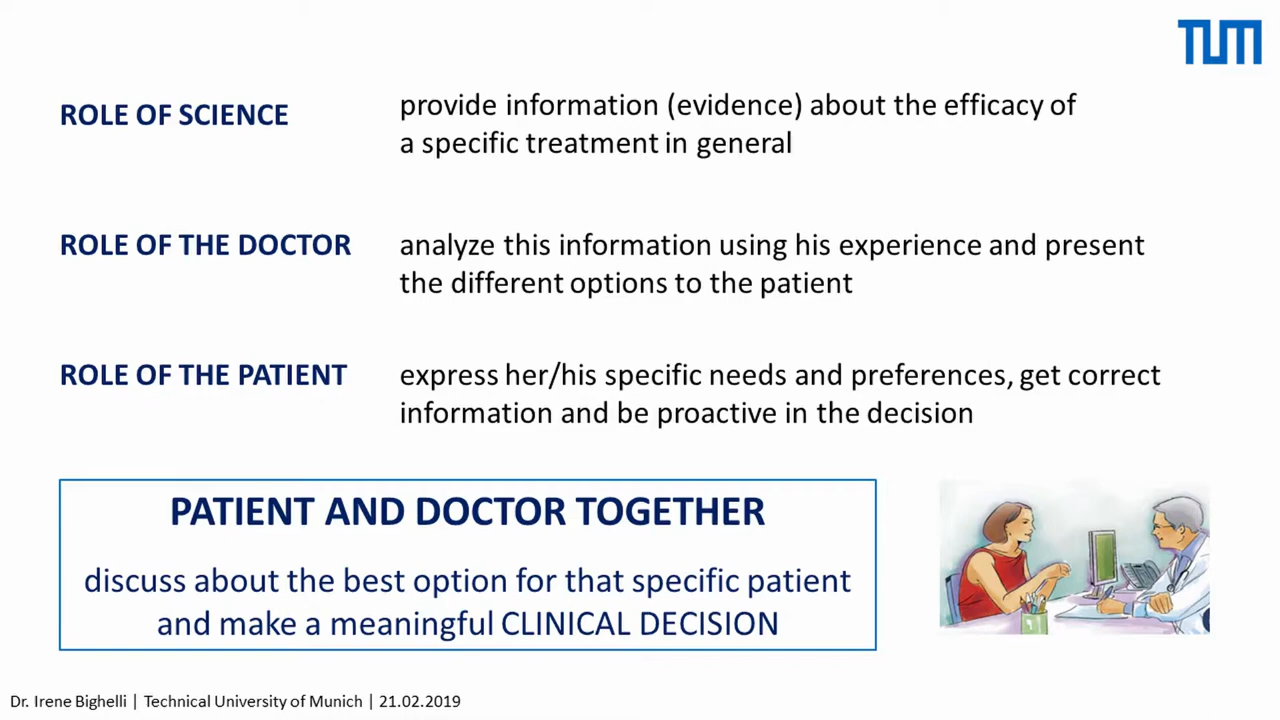 TUM
ROLE OF SCIENCE
provide information (evidence) about the efficacy of
a specific treatment in general
ROLE OF THE DOCTOR
analyze this information using his experience and present
the different options to the patient
ROLE OF THE PATIENT
express her/his specific needs and preferences, get correct
information and be proactive in the decision
PATIENT AND DOCTOR TOGETHER
discuss about the best option for that specific patient
and make a meaningful CLINICAL DECISION
Dr. Irene Bighelli | Technical University of Munich | 21.02.2019